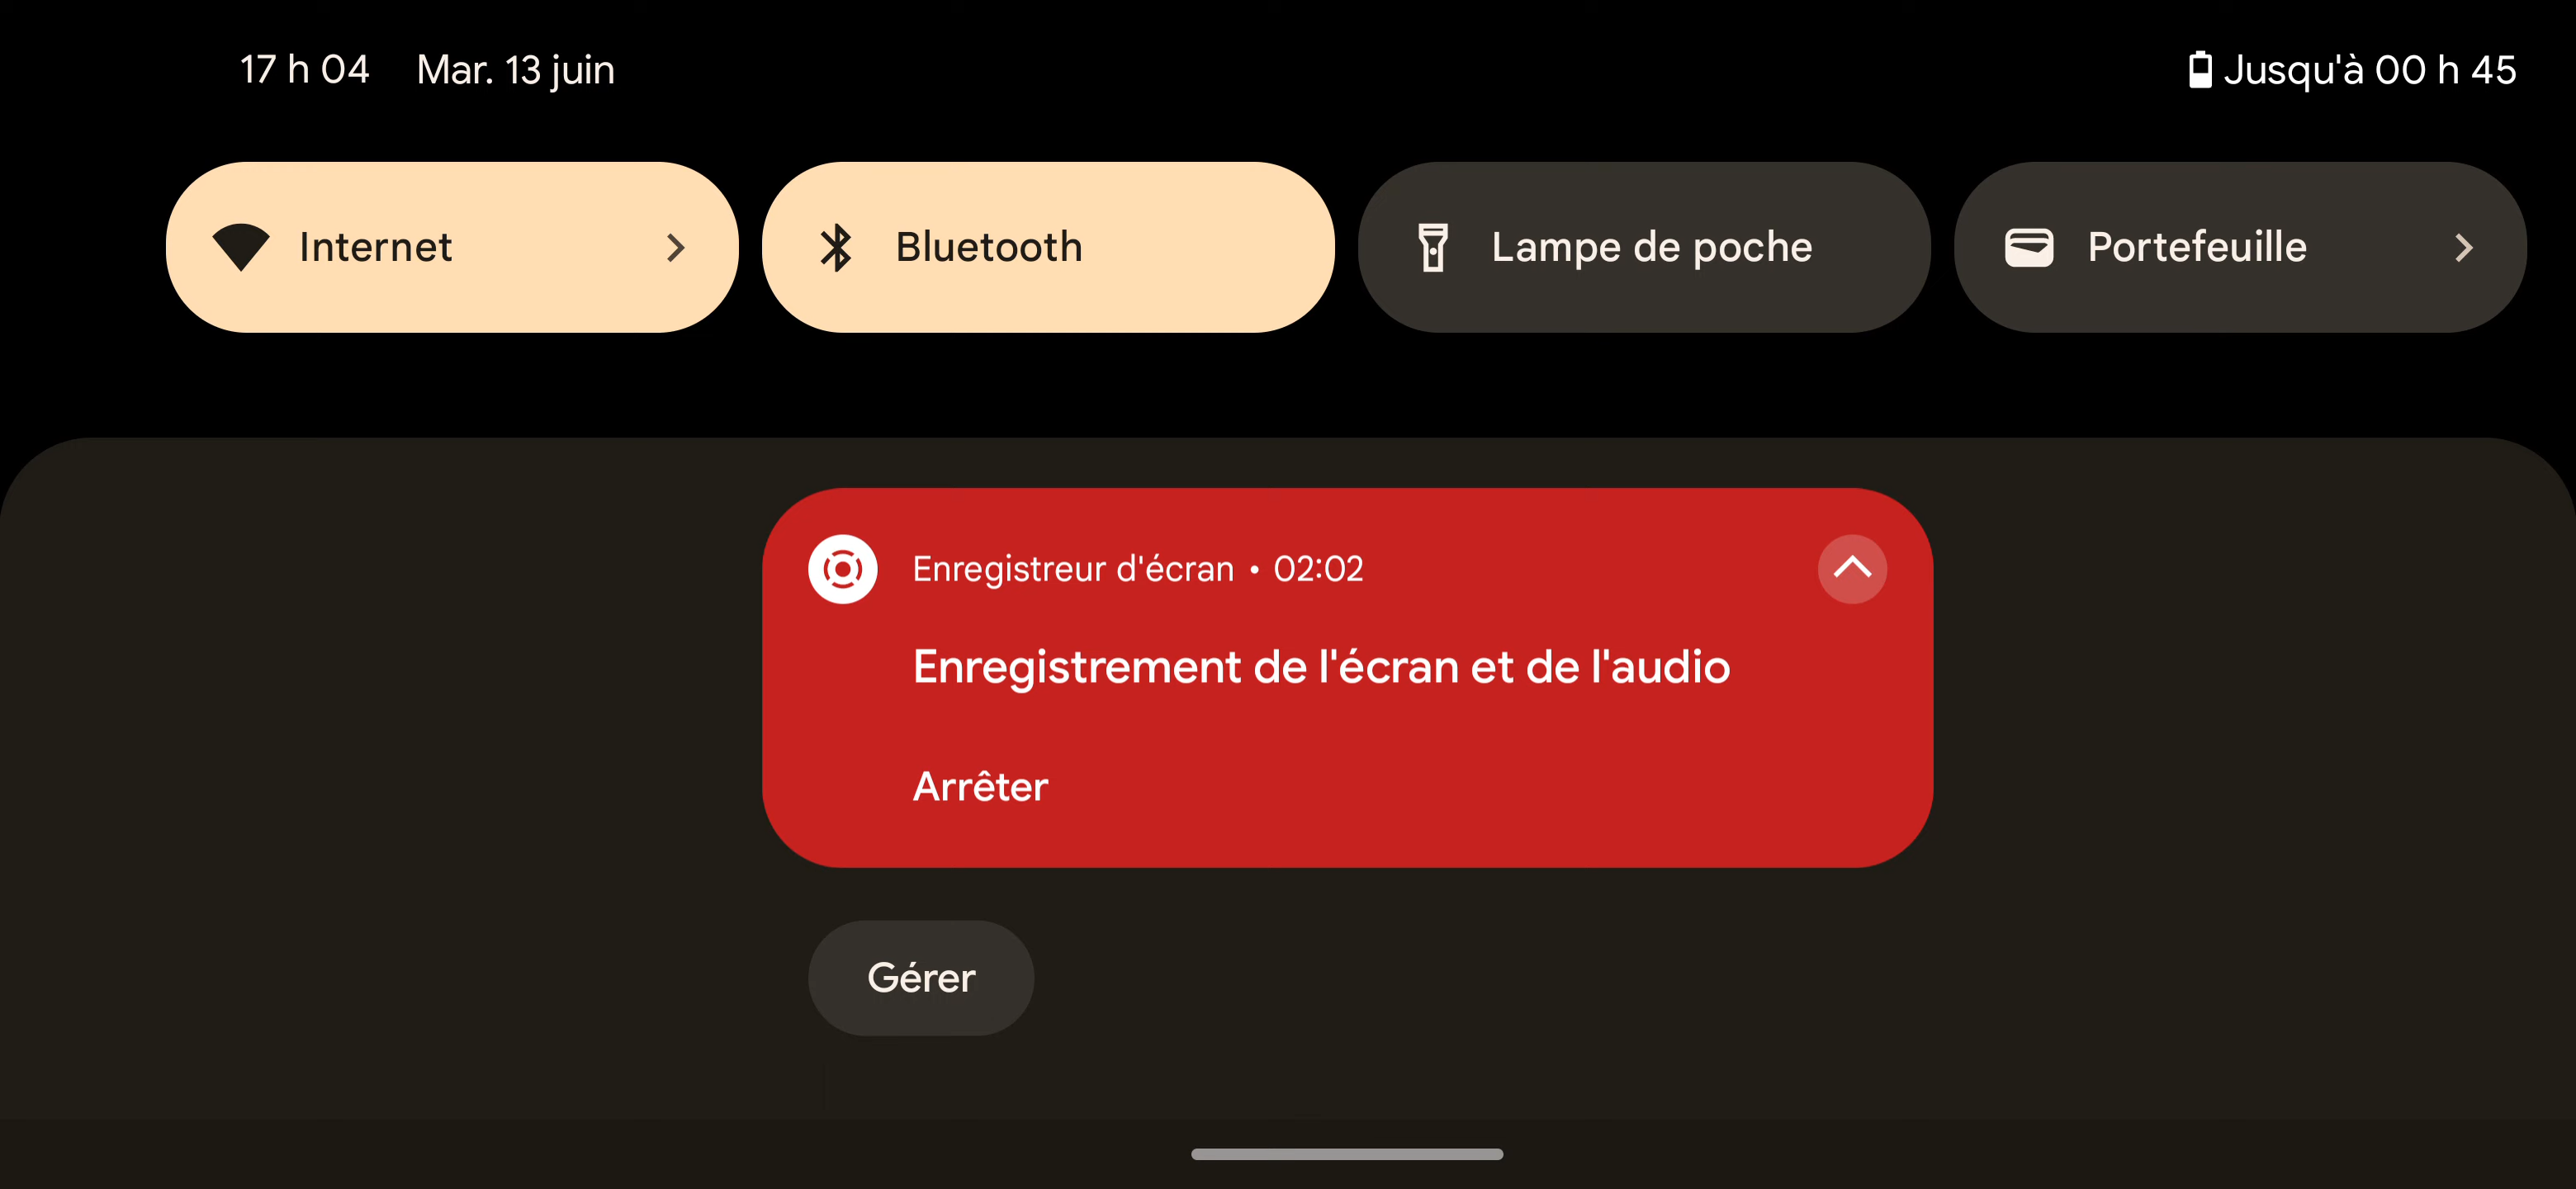 17 h 04 Mar. 13 juin Jusqu'à 00 h 45
Internet Bluetooth Lampe de poche Portefeuille
Enregistreur d'écran • 02:02
Enregistrement de l'écran et de l'audio
Arrêter
Gérer